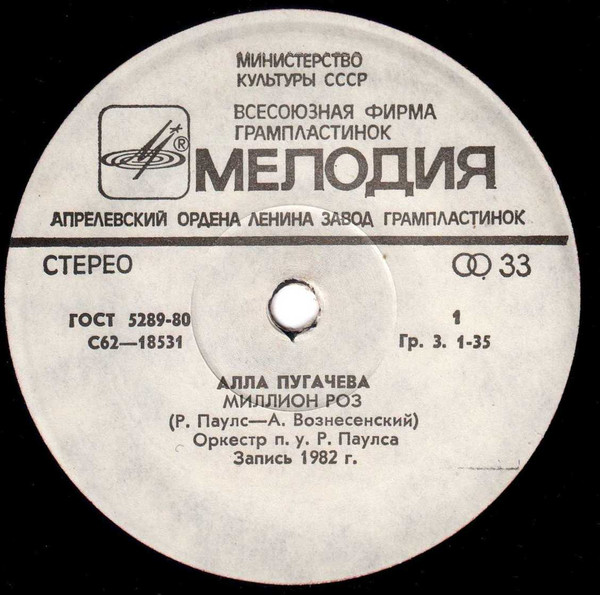 МИНИСТЕРСТВО
КУЛЬТУРЫ СССР
ВСЕСОЮЗНАЯ ФИРМА
ГРАМПЛАСТИНОК
® МЕЛОДИЯ
АПРЕЛЕВСКИЙ ОРДЕНА ЛЕНИНА ЗАВОД ГРАМПЛАСТИНОК
СТЕРЕО 33
ГОСТ 5289-80 1
С62—18531 Гр. 3. 1-35
АЛЛА ПУГАЧЕВА
МИЛЛИОН РОЗ
(Р. Паулс—А. Вознесенский)
Оркестр п. у. Р. Паулса
Запись 1982 г.